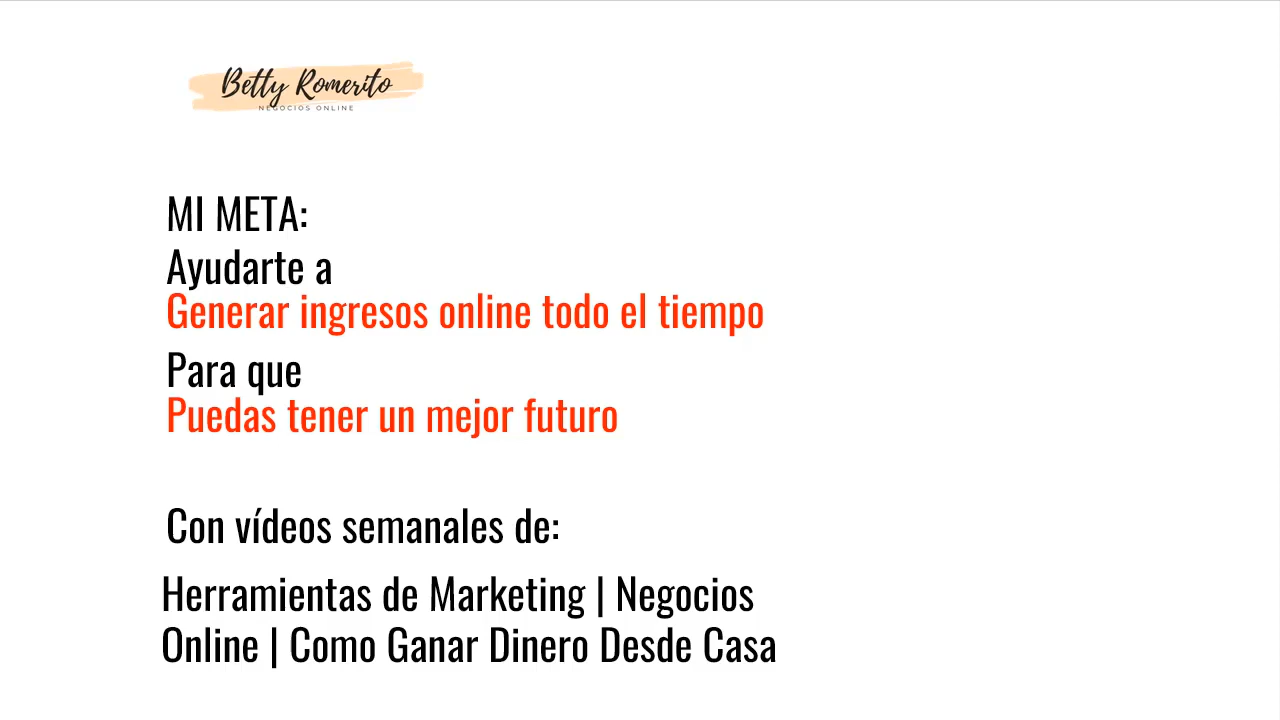 Betty Romerito
NEGOCIOS ONLINE
MI META:
Ayudarte a
Generar ingresos online todo el tiempo
Para que
Puedas tener un mejor futuro
Con vídeos semanales de:
Herramientas de Marketing | Negocios
Online | Como Ganar Dinero Desde Casa